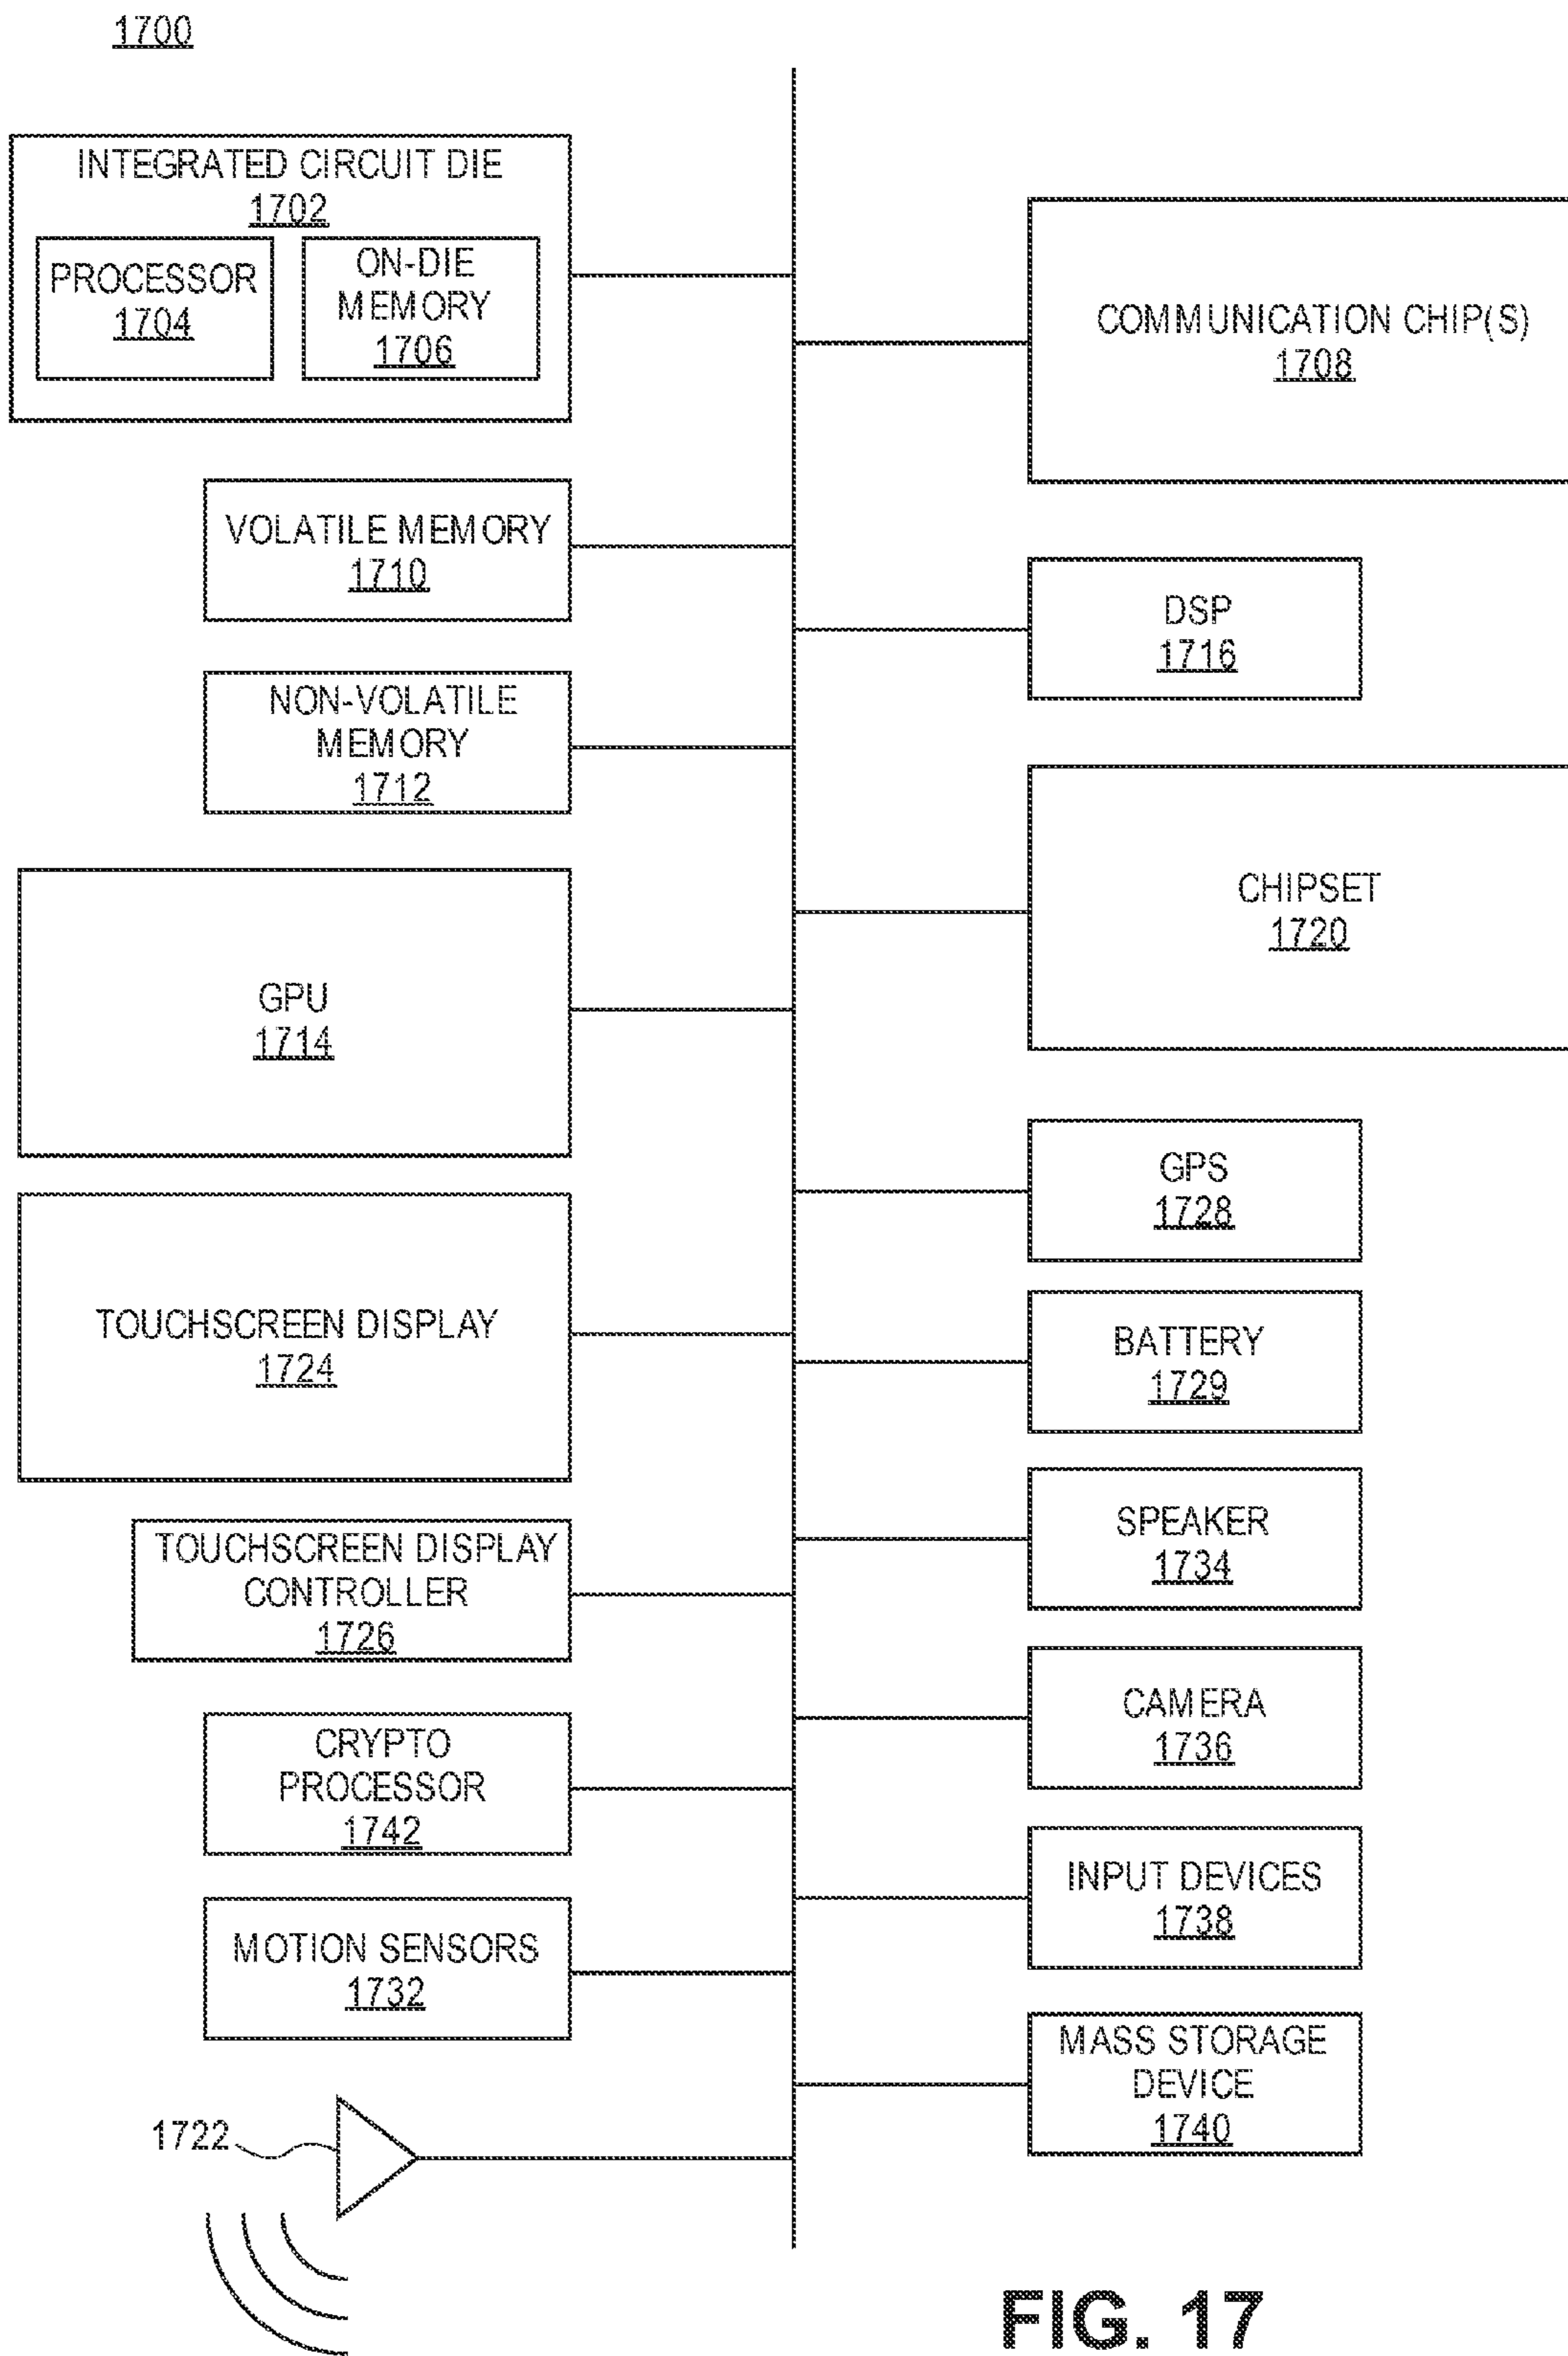 1700
INTEGRATED CIRCUIT DIE
1702
PROCESSOR
1704
ON-DIE
MEMORY
1706
COMMUNICATION CHIP(S)
1708
VOLATILE MEMORY
1710
DSP
1716
NON-VOLATILE
MEMORY
1712
CHIPSET
1720
GPU
1714
GPS
1728
TOUCHSCREEN DISPLAY
1724
BATTERY
1729
TOUCHSCREEN DISPLAY
CONTROLLER
1726
SPEAKER
1734
CRYPTO
PROCESSOR
1742
CAMERA
1736
MOTION SENSORS
1732
INPUT DEVICES
1738
MASS STORAGE
DEVICE
1740
1722
FIG. 17